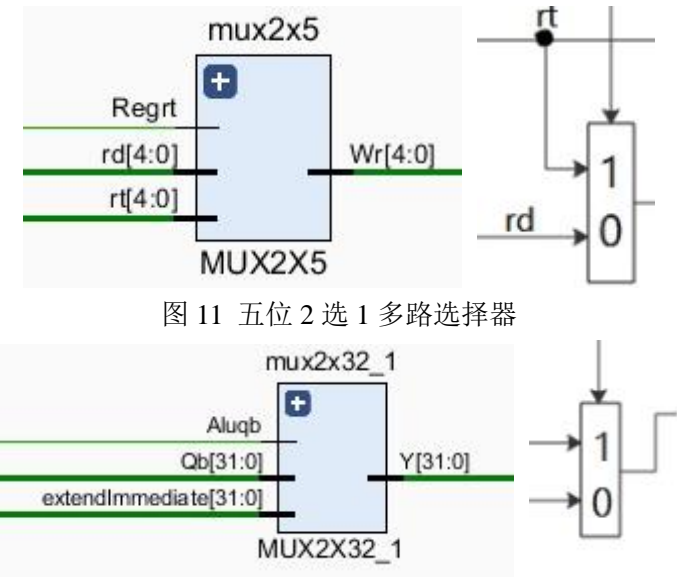 mux2x5
rt
Regrt
rd[4:0]
Wr[4:0]
rt[4:0]
1
rd
0
MUX2X5
图 11 五位 2 选 1 多路选择器
mux2x32_1
Aluqb
Qb[31:0]
Y[31:0]
extendImmediate[31:0]
1
0
MUX2X32_1